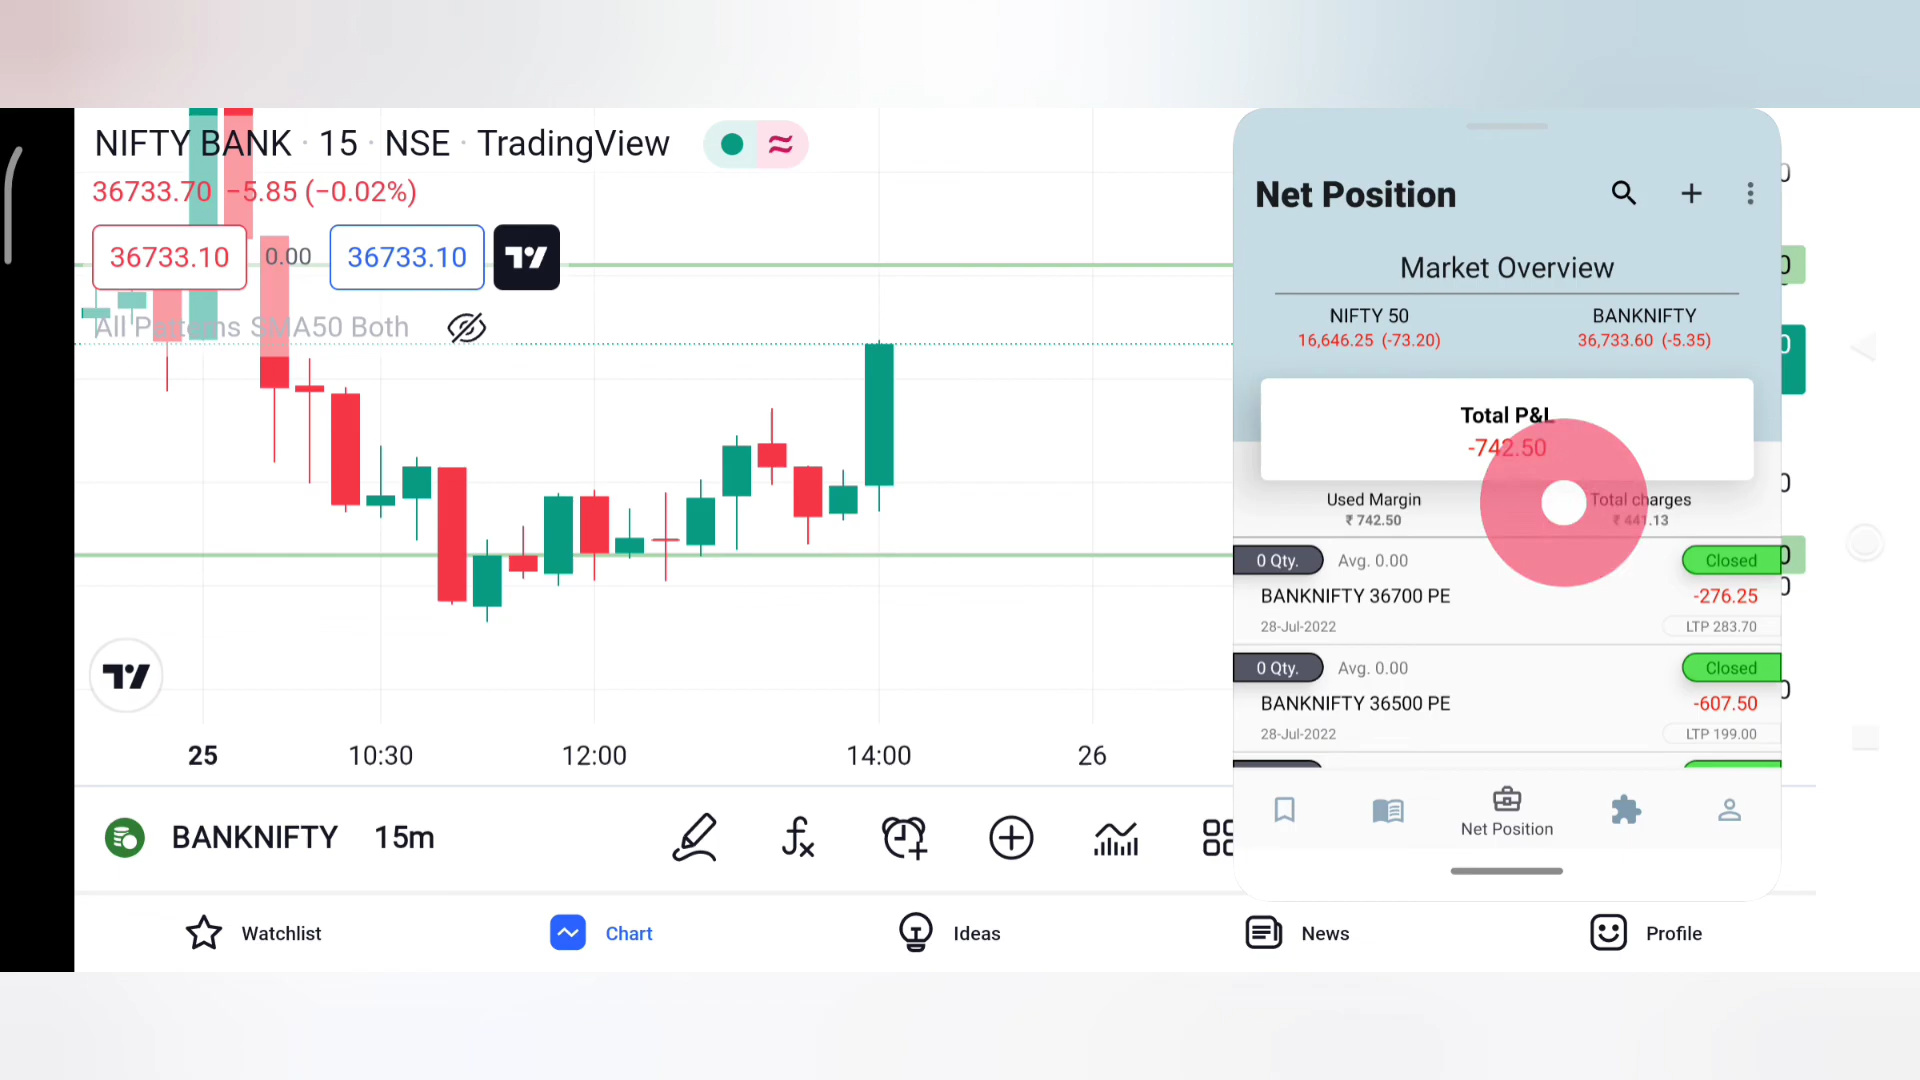 NIFTY BANK · 15 · NSE · TradingView
36733.70 −5.85 (−0.02%)
36733.10 0.00 36733.10
All Patterns SMA50 Both
25 10:30 12:00 14:00 26
BANKNIFTY 15m
Watchlist Chart Ideas News Profile
Net Position
Market Overview
NIFTY 50 BANKNIFTY
16,646.25 (-73.20) 36,733.60 (-5.35)
Total P&L
-742.50
Used Margin Total charges
₹ 742.50 ₹ 441.13
0 Qty. Avg. 0.00 Closed
BANKNIFTY 36700 PE -276.25
28-Jul-2022 LTP 283.70
0 Qty. Avg. 0.00 Closed
BANKNIFTY 36500 PE -607.50
28-Jul-2022 LTP 199.00
Net Position